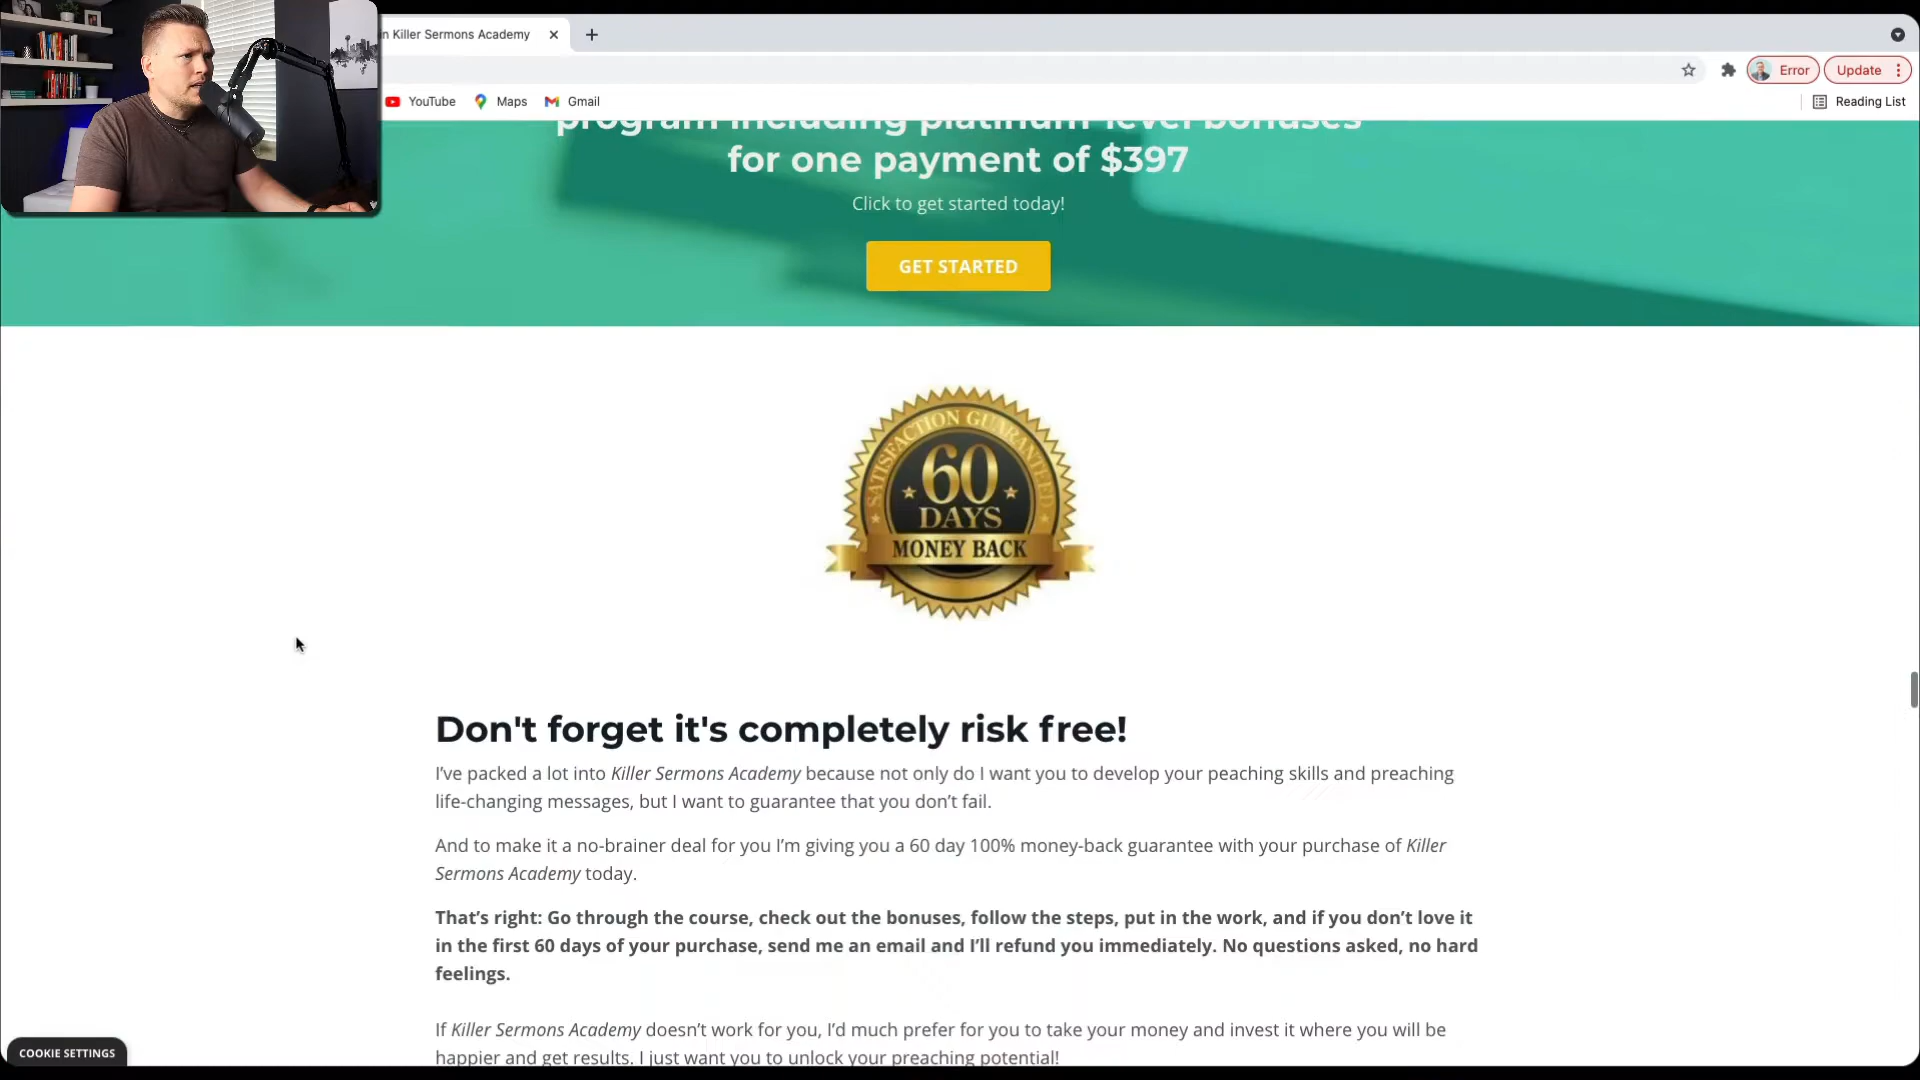 in Killer Sermons Academy
Error
Update
YouTube
Maps
Gmail
Reading List
program including platinum-level bonuses
for one payment of $397
Click to get started today!
GET STARTED
SATISFACTION GUARANTEED
60
DAYS
MONEY BACK
Don't forget it's completely risk free!
I’ve packed a lot into Killer Sermons Academy because not only do I want you to develop your peaching skills and preaching
life-changing messages, but I want to guarantee that you don’t fail.
And to make it a no-brainer deal for you I’m giving you a 60 day 100% money-back guarantee with your purchase of Killer
Sermons Academy today.
That’s right: Go through the course, check out the bonuses, follow the steps, put in the work, and if you don’t love it
in the first 60 days of your purchase, send me an email and I’ll refund you immediately. No questions asked, no hard
feelings.
If Killer Sermons Academy doesn’t work for you, I’d much prefer for you to take your money and invest it where you will be
happier and get results. I just want you to unlock your preaching potential!
COOKIE SETTINGS